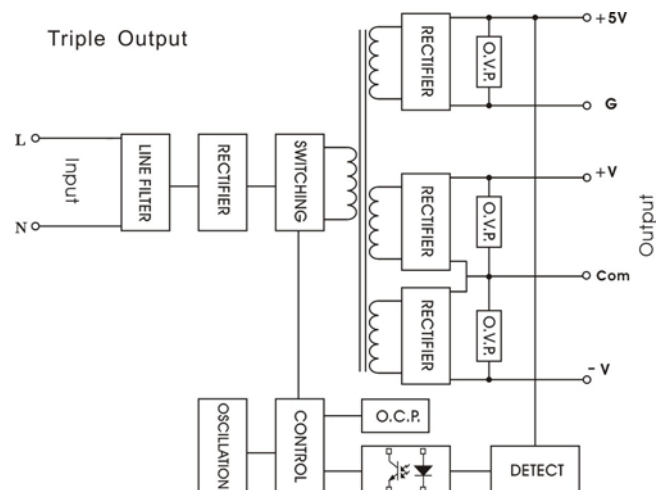 Triple Output
+5V
O.V.P.
RECTIFIER
G
L
Input
N
LINE FILTER
RECTIFIER
SWITCHING
+V
O.V.P.
RECTIFIER
Output
Com
O.V.P.
RECTIFIER
- V
OSCILLATION
CONTROL
O.C.P.
DETECT